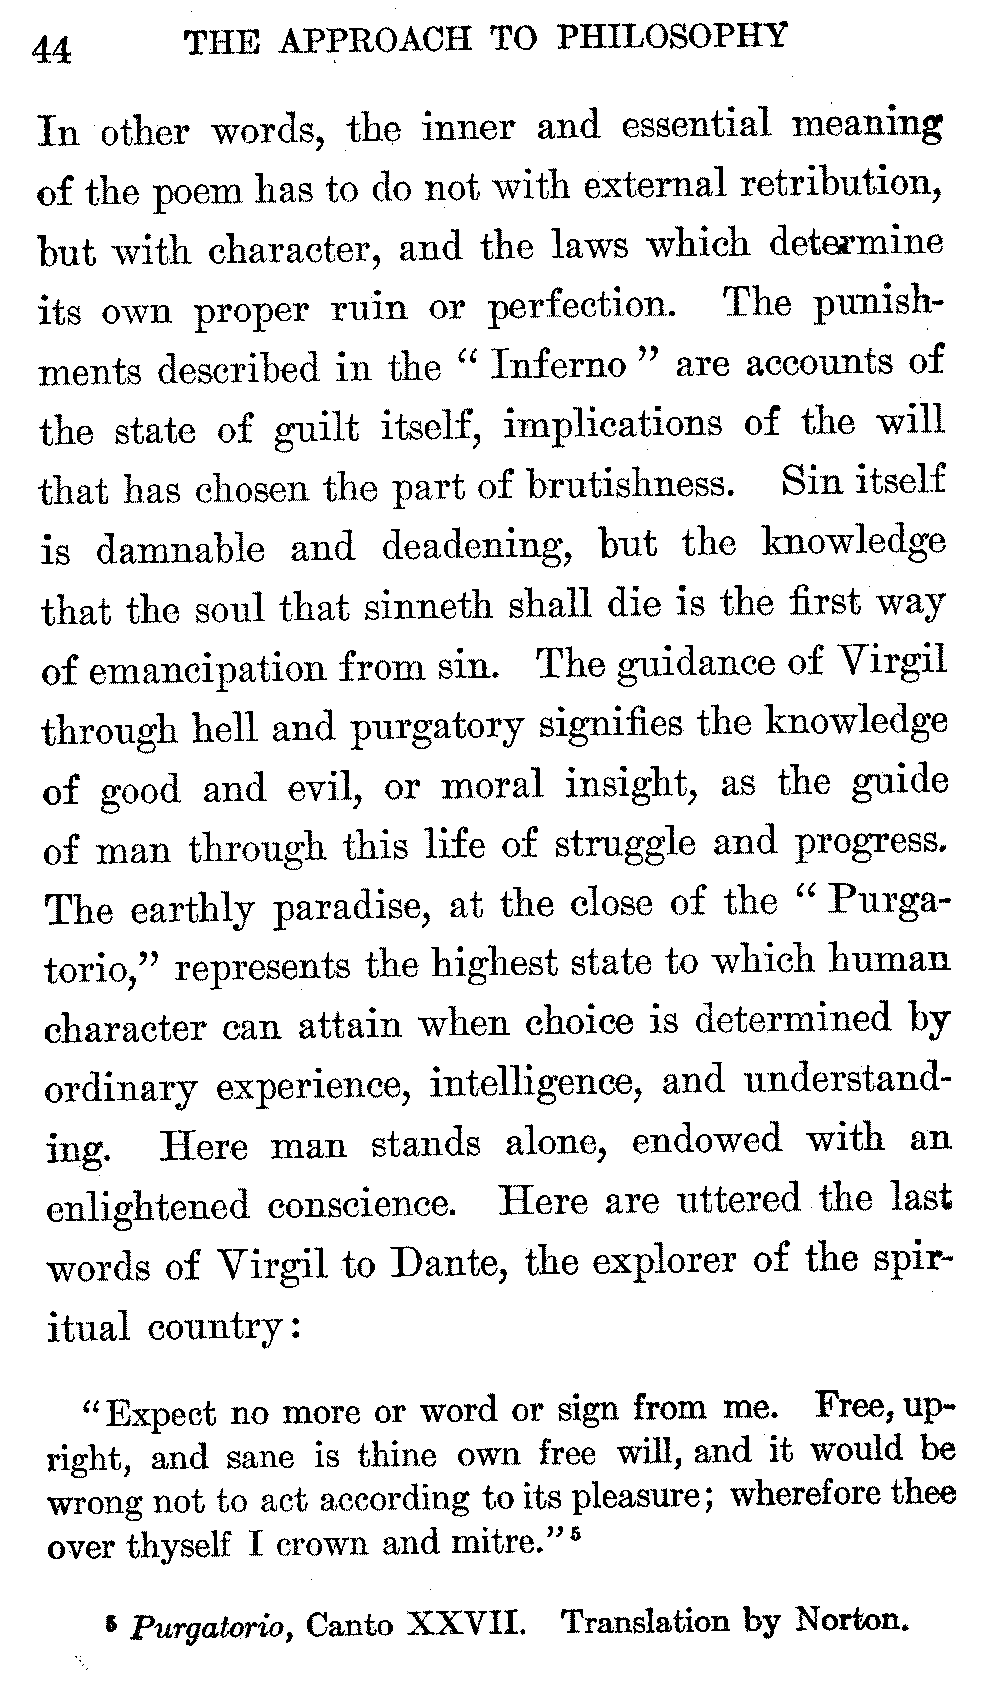 44 THE APPROACH TO PHILOSOPHY
In other words, the inner and essential meaning
of the poem has to do not with external retribution,
but with character, and the laws which determine
its own proper ruin or perfection. The punish-
ments described in the " Inferno " are accounts of
the state of guilt itself, implications of the will
that has chosen the part of brutishness. Sin itself
is damnable and deadening, but the knowledge
that the soul that sinneth shall die is the first way
of emancipation from sin. The guidance of Virgil
through hell and purgatory signifies the knowledge
of good and evil, or moral insight, as the guide
of man through this life of struggle and progress.
The earthly paradise, at the close of the " Purga-
torio," represents the highest state to which human
character can attain when choice is determined by
ordinary experience, intelligence, and understand-
ing. Here man stands alone, endowed with an
enlightened conscience. Here are uttered the last
words of Virgil to Dante, the explorer of the spir-
itual country:
"Expect no more or word or sign from me. Free, up-
right, and sane is thine own free will, and it would be
wrong not to act according to its pleasure; wherefore thee
over thyself I crown and mitre."⁵
⁵ Purgatorio, Canto XXVII. Translation by Norton.